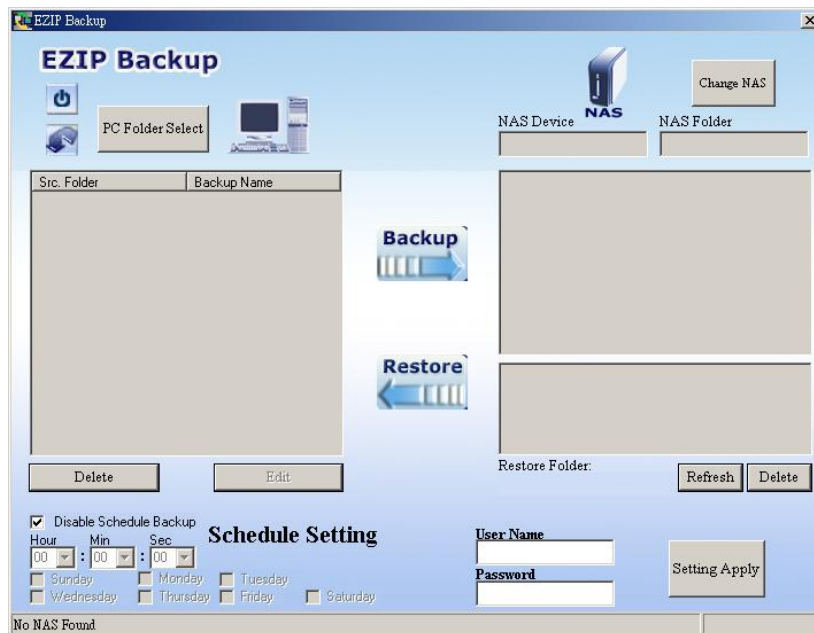 EZIP Backup
EZIP Backup
PC Folder Select
j
NAS
Change NAS
NAS Device
NAS Folder
Src. Folder
Backup Name
Backup
Restore
Restore Folder:
Delete
Edit
Refresh
Delete
Disable Schedule Backup
Schedule Setting
Hour Min Sec
00 : 00 : 00
Sunday Monday Tuesday
Wednesday Thursday Friday Saturday
User Name
Password
Setting Apply
No NAS Found